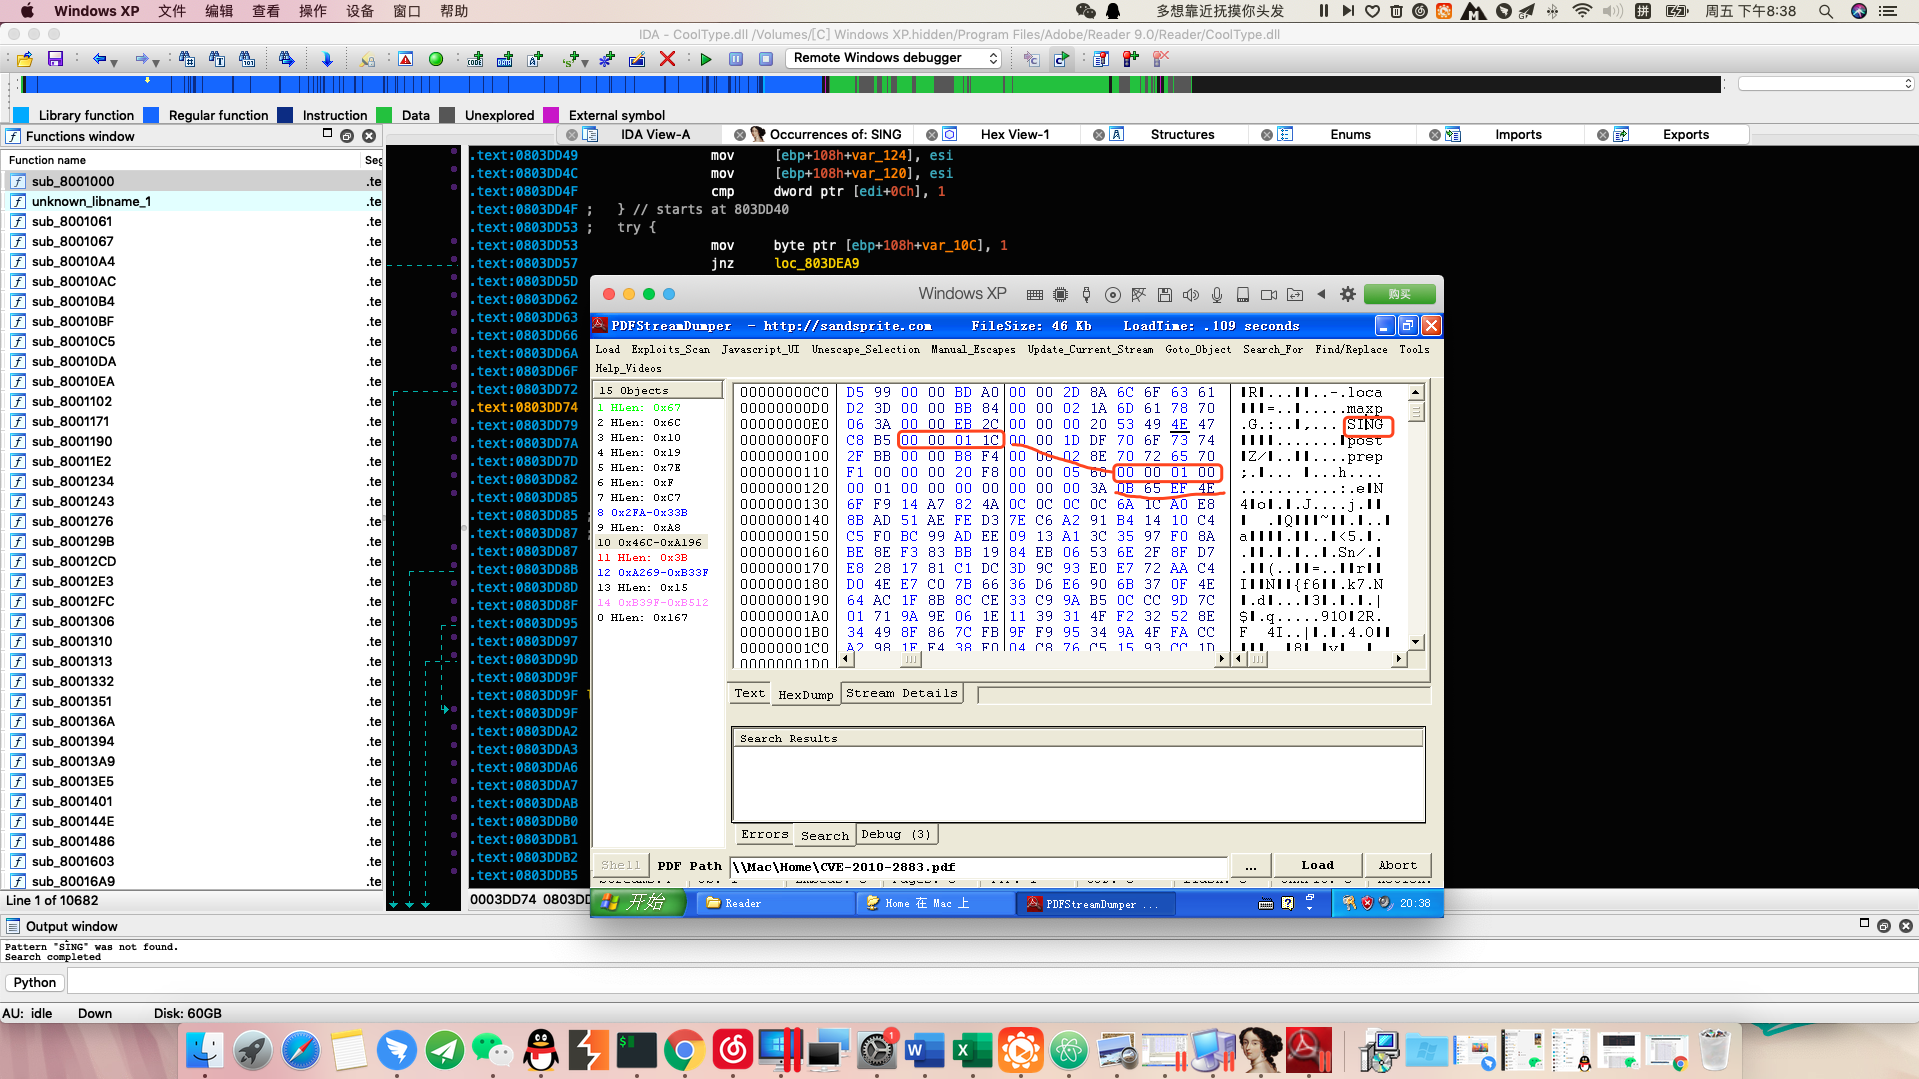 Windows XP 文件 编辑 查看 操作 设备 窗口 帮助 多想靠近抚摸你头发 周五 下午8:38
IDA - CoolType.dll /Volumes/[C] Windows XP.hidden/Program Files/Adobe/Reader 9.0/Reader/CoolType.dll
Remote Windows debugger
Library function Regular function Instruction Data Unexplored External symbol
Functions window
IDA View-A Occurrences of: SING Hex View-1 Structures Enums Imports Exports
Function name Seg
sub_8001000 .te
unknown_libname_1 .te
sub_8001061 .te
sub_8001067 .te
sub_80010A4 .te
sub_80010AC .te
sub_80010B4 .te
sub_80010BF .te
sub_80010C5 .te
sub_80010DA .te
sub_80010EA .te
sub_8001102 .te
sub_8001171 .te
sub_8001190 .te
sub_80011E2 .te
sub_8001234 .te
sub_8001243 .te
sub_8001276 .te
sub_800129B .te
sub_80012CD .te
sub_80012E3 .te
sub_80012FC .te
sub_8001306 .te
sub_8001310 .te
sub_8001313 .te
sub_8001332 .te
sub_8001351 .te
sub_800136A .te
sub_8001394 .te
sub_80013A9 .te
sub_80013E5 .te
sub_8001401 .te
sub_800144E .te
sub_8001486 .te
sub_8001603 .te
sub_80016A9 .te
Line 1 of 10682
.text:0803DD49 mov [ebp+108h+var_124], esi
.text:0803DD4C mov [ebp+108h+var_120], esi
.text:0803DD4F cmp dword ptr [edi+0Ch], 1
.text:0803DD4F ; } // starts at 803DD40
.text:0803DD53 ; try {
.text:0803DD53 mov byte ptr [ebp+108h+var_10C], 1
.text:0803DD57 jnz loc_803DEA9
.text:0803DD5D
.text:0803DD62
.text:0803DD63
.text:0803DD66
.text:0803DD6A
.text:0803DD6F
.text:0803DD72
.text:0803DD74
.text:0803DD79
.text:0803DD7A
.text:0803DD7D
.text:0803DD82
.text:0803DD85
.text:0803DD85 ;
.text:0803DD87 ;
.text:0803DD87
.text:0803DD8B
.text:0803DD8D
.text:0803DD8F
.text:0803DD95
.text:0803DD97
.text:0803DD9D
.text:0803DD9F
.text:0803DD9F
.text:0803DD9F
.text:0803DDA2
.text:0803DDA3
.text:0803DDA6
.text:0803DDA7
.text:0803DDAB
.text:0803DDB0
.text:0803DDB1
.text:0803DDB2
.text:0803DDB5
0003DD74 0803DD
Windows XP 购买
PDFStreamDumper - http://sandsprite.com FileSize: 46 Kb LoadTime: .109 seconds
Load Exploits_Scan Javascript_UI Unescape_Selection Manual_Escapes Update_Current_Stream Goto_Object Search_For Find/Replace Tools
Help_Videos
15 Objects
1 HLen: 0x67
2 HLen: 0x6C
3 HLen: 0x10
4 HLen: 0x19
5 HLen: 0x7E
6 HLen: 0xF
7 HLen: 0xC7
8 0x2FA-0x33B
9 HLen: 0xA8
10 0x46C-0xA196
11 HLen: 0x3B
12 0xA269-0xB33F
13 HLen: 0x15
14 0xB39F-0xB512
0 HLen: 0x167
00000000C0 D5 99 00 00 BD A0 00 00 2D 8A 6C 6F 63 61
00000000D0 D2 3D 00 00 BB 84 00 00 02 1A 6D 61 78 70
00000000E0 06 3A 00 00 EB 2C 00 00 00 20 53 49 4E 47
00000000F0 C8 B5 00 00 01 1C 00 00 1D DF 70 6F 73 74
0000000100 2F BB 00 00 B8 F4 00 00 02 8E 70 72 65 70
0000000110 F1 00 00 00 20 F8 00 00 05 68 00 00 01 00
0000000120 00 01 00 00 00 00 00 00 00 3A 0B 65 EF 4E
0000000130 6F F9 14 A7 82 4A 0C 0C 0C 0C 6A 1C A0 E8
0000000140 8B AD 51 AE FE D3 7E C6 A2 91 B4 14 10 C4
0000000150 C5 F0 BC 99 AD EE 09 13 A1 3C 35 97 F0 8A
0000000160 BE 8E F3 83 BB 19 84 EB 06 53 6E 2F 8F D7
0000000170 E8 28 17 81 C1 DC 3D 9C 93 E0 E7 72 AA C4
0000000180 D0 4E E7 C0 7B 66 36 D6 E6 90 6B 37 0F 4E
0000000190 64 AC 1F 8B 8C CE 33 C9 9A B5 0C CC 9D 7C
00000001A0 01 71 9A 9E 06 1E 11 39 31 4F F2 32 52 8E
00000001B0 34 49 8F 86 7C FB 9F F9 95 34 9A 4F FA CC
00000001C0 A2 98 1E E4 38 F0 04 C8 76 C5 15 93 CC 1D
00000001D0
Text HexDump Stream Details
Search Results
Errors Search Debug (3)
Shell PDF Path \\Mac\Home\CVE-2010-2883.pdf ... Load Abort
开始 Reader Home 在 Mac 上 PDFStreamDumper ... 20:38
Output window
Pattern "SING" was not found.
Search completed
Python
AU: idle Down Disk: 60GB